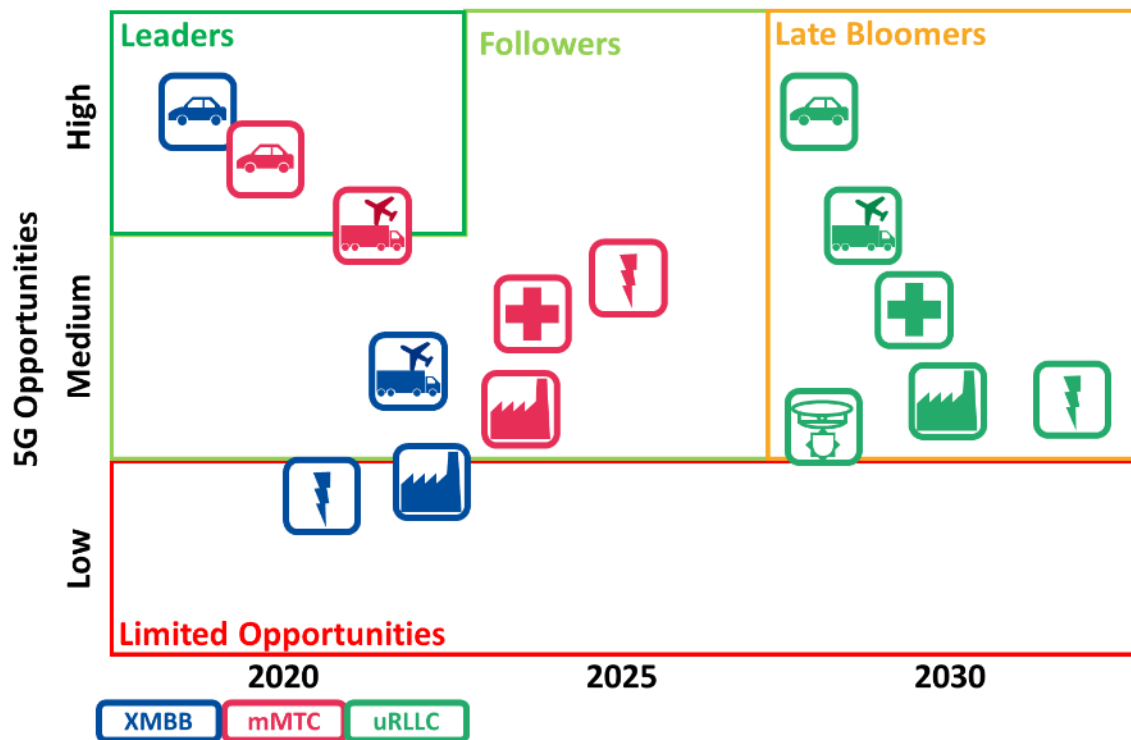 Leaders
Followers
Late Bloomers
High
Medium
Low
5G Opportunities
Limited Opportunities
2020
2025
2030
XMBB
mMTC
uRLLC